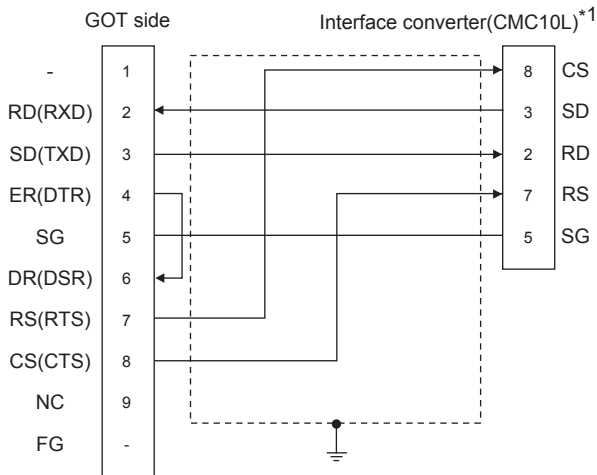 GOT side
Interface converter(CMC10L)*1
- 1 8 CS
RD(RXD) 2 3 SD
SD(TXD) 3 2 RD
ER(DTR) 4 7 RS
SG 5 5 SG
DR(DSR) 6
RS(RTS) 7
CS(CTS) 8
NC 9
FG -